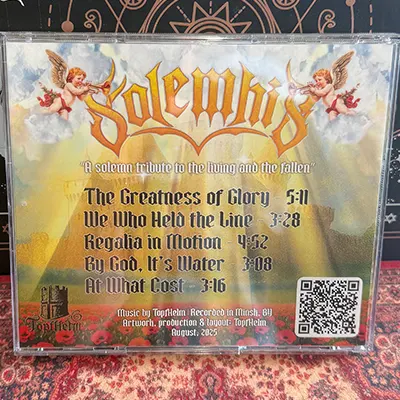 Solemnis
"A solemn tribute to the living and the fallen"
The Greatness of Glory 5:11
We Who Held the Line 3:28
Regalia in Motion 4:52
By God, It's Water 3:08
At What Cost 3:16
TopfHelm
Music by TopfHelm Recorded in Minsk, BY
Artwork, production & layout: TopfHelm
August, 2025